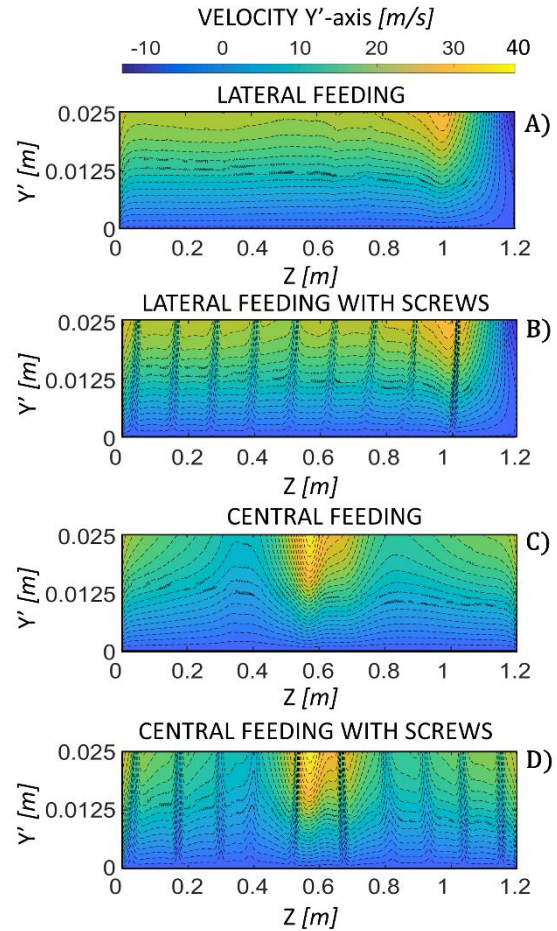 VELOCITY Y'-axis [m/s]
-10 0 10 20 30 40
LATERAL FEEDING
A)
0.025
0.0125
0
Y' [m]
0 0.2 0.4 0.6 0.8 1 1.2
Z [m]
LATERAL FEEDING WITH SCREWS
B)
0.025
0.0125
0
Y' [m]
0 0.2 0.4 0.6 0.8 1 1.2
Z [m]
CENTRAL FEEDING
C)
0.025
0.0125
0
Y' [m]
0 0.2 0.4 0.6 0.8 1 1.2
Z [m]
CENTRAL FEEDING WITH SCREWS
D)
0.025
0.0125
0
Y' [m]
0 0.2 0.4 0.6 0.8 1 1.2
Z [m]